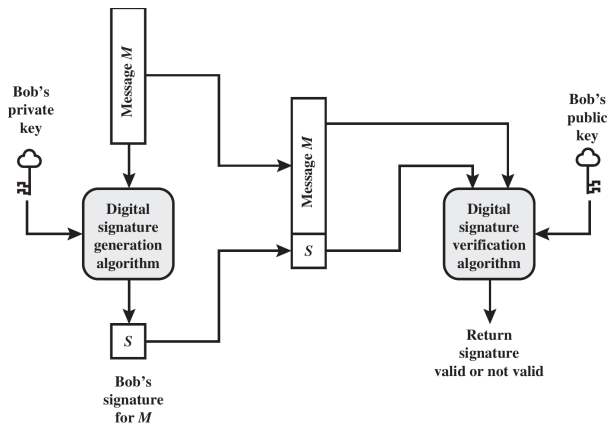 Message M
Bob's
private
key
Digital
signature
generation
algorithm
S
Bob's
signature
for M
Message M
S
Bob's
public
key
Digital
signature
verification
algorithm
Return
signature
valid or not valid